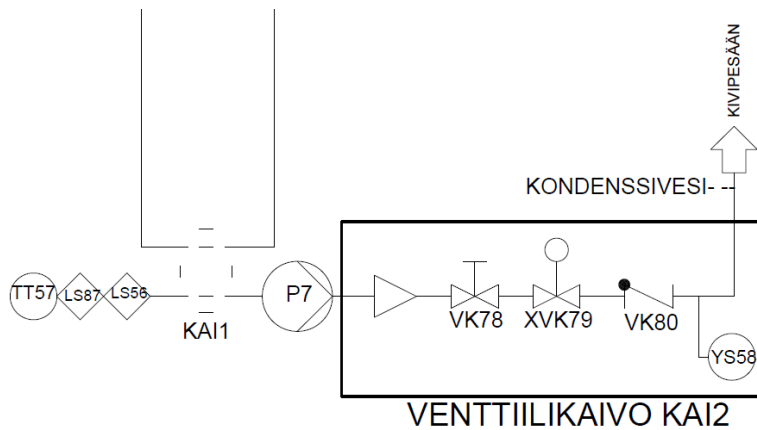 KIVIPESÄÄN
KONDENSSIVESI- --
TT57
LS87
LS56
KAI1
P7
VK78
XVK79
VK80
YS58
VENTTIILIKAIVO KAI2